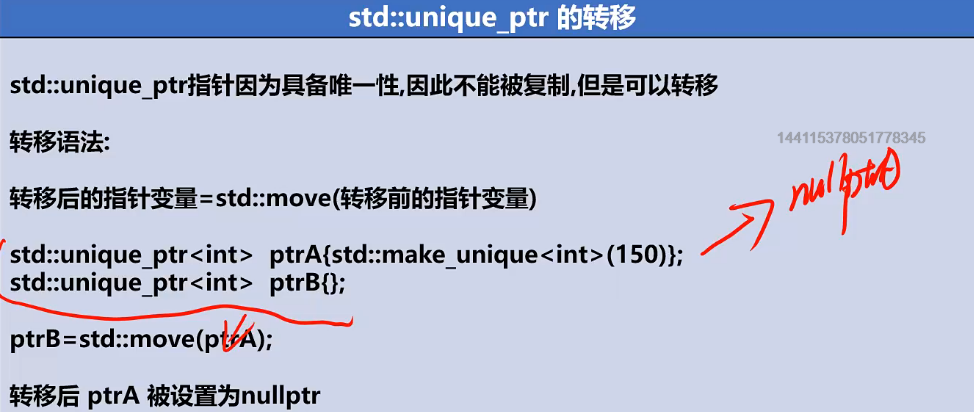 std::unique_ptr 的转移
std::unique_ptr指针因为具备唯一性,因此不能被复制,但是可以转移
转移语法:
144115378051778345
nullptr
转移后的指针变量=std::move(转移前的指针变量)
std::unique_ptr<int> ptrA{std::make_unique<int>(150)};
std::unique_ptr<int> ptrB{};
ptrB=std::move(ptrA);
转移后 ptrA 被设置为nullptr